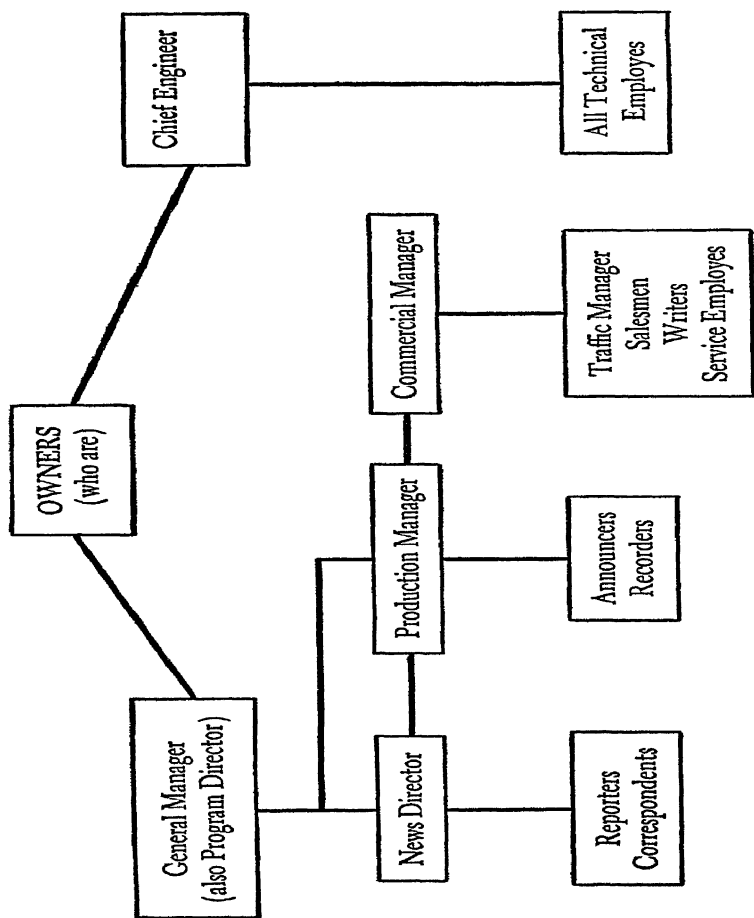 OWNERS
(who are)
General Manager
(also Program Director)
Chief Engineer
News Director
Production Manager
Commercial Manager
Reporters
Correspondents
Announcers
Recorders
Traffic Manager
Salesmen
Writers
Service Employes
All Technical
Employes